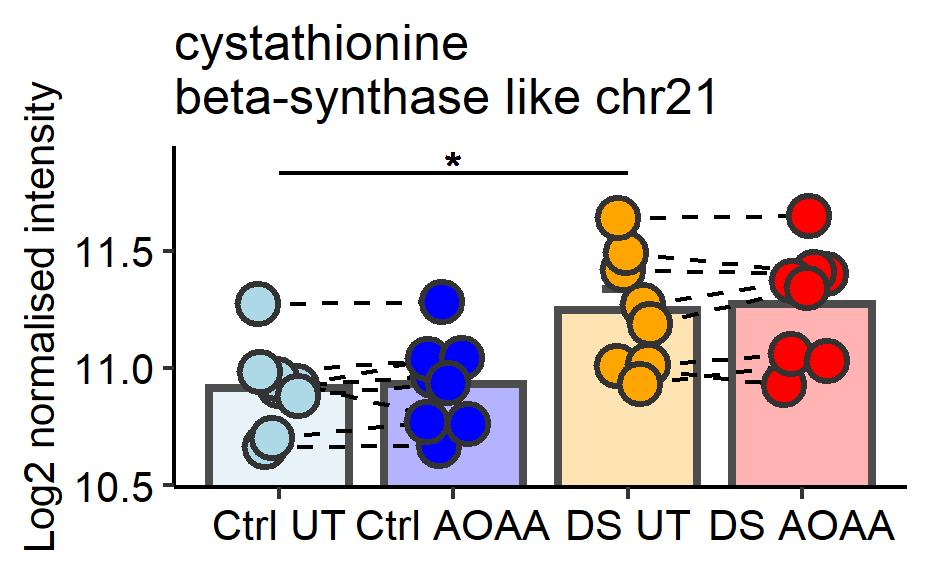 cystathionine
beta-synthase like chr21
Log2 normalised intensity
*
11.5
11.0
10.5
Ctrl UT Ctrl AOAA DS UT DS AOAA